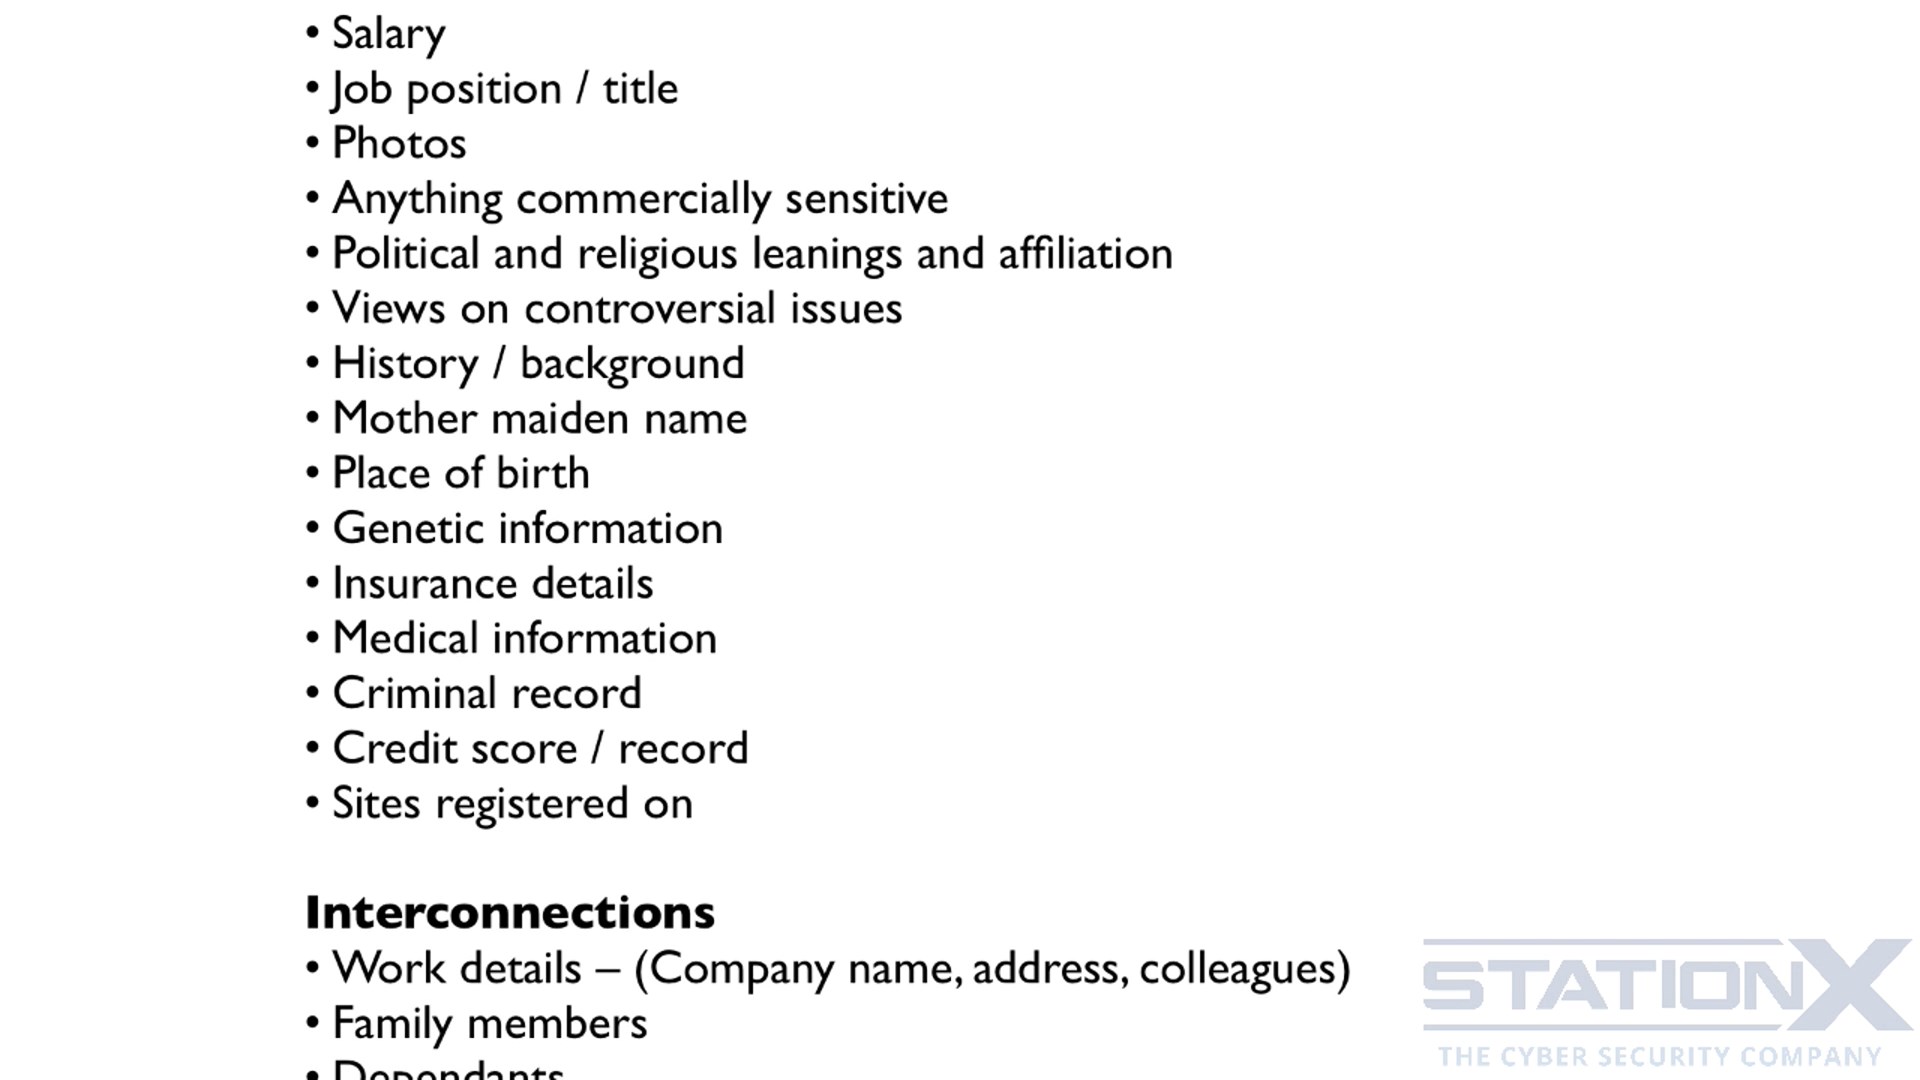 • Salary
• Job position / title
• Photos
• Anything commercially sensitive
• Political and religious leanings and affiliation
• Views on controversial issues
• History / background
• Mother maiden name
• Place of birth
• Genetic information
• Insurance details
• Medical information
• Criminal record
• Credit score / record
• Sites registered on
Interconnections
• Work details – (Company name, address, colleagues)
• Family members
• Dependants
STATIONX
THE CYBER SECURITY COMPANY